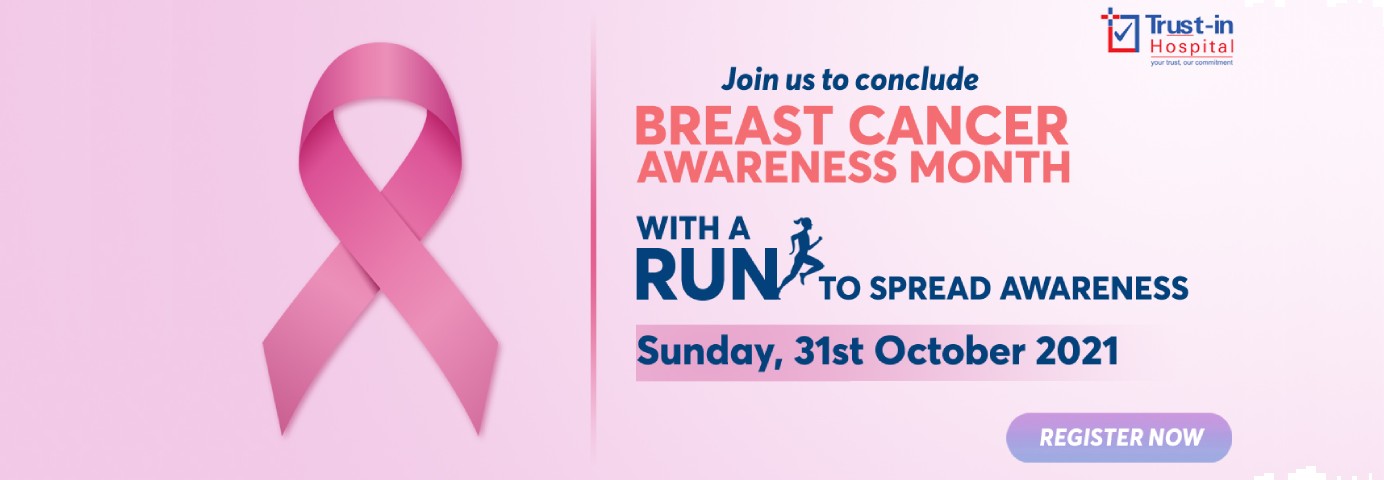 Trust-in
Hospital
your trust, our commitment
Join us to conclude
BREAST CANCER
AWARENESS MONTH
WITH A
RUN TO SPREAD AWARENESS
Sunday, 31st October 2021
REGISTER NOW